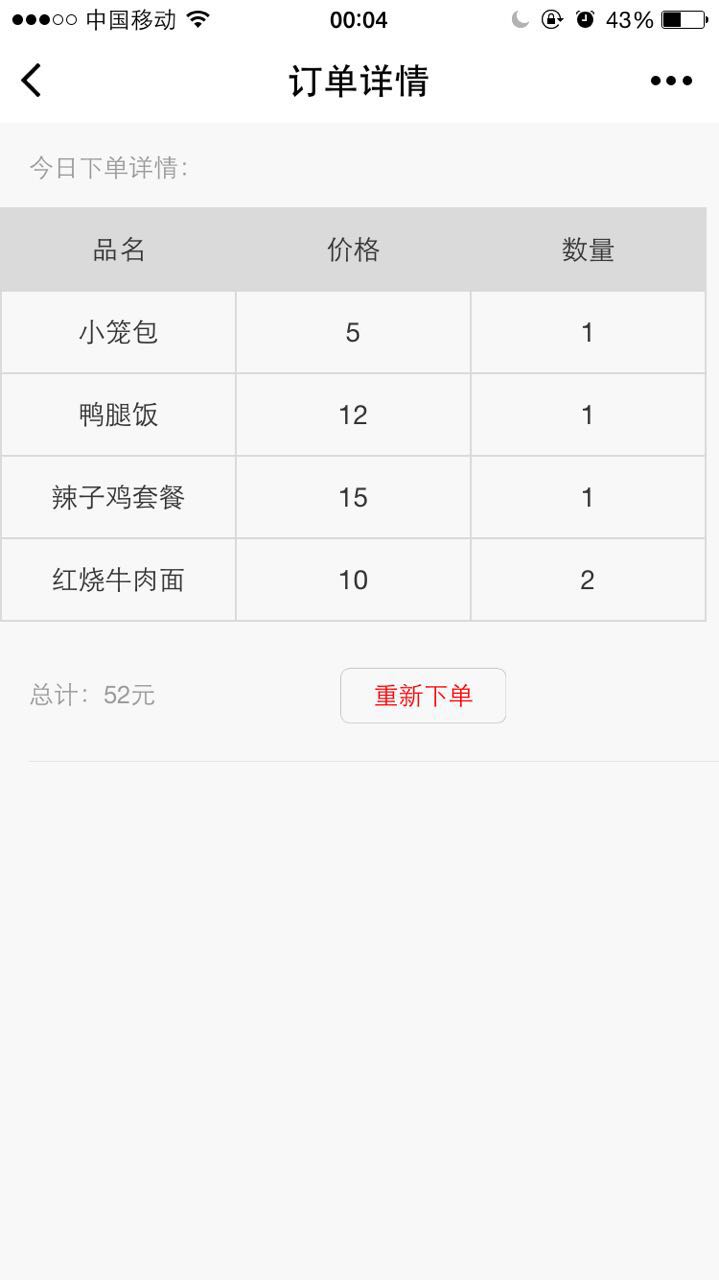 中国移动 00:04 43%
订单详情
今日下单详情:
品名 价格 数量
小笼包 5 1
鸭腿饭 12 1
辣子鸡套餐 15 1
红烧牛肉面 10 2
总计：52元 重新下单